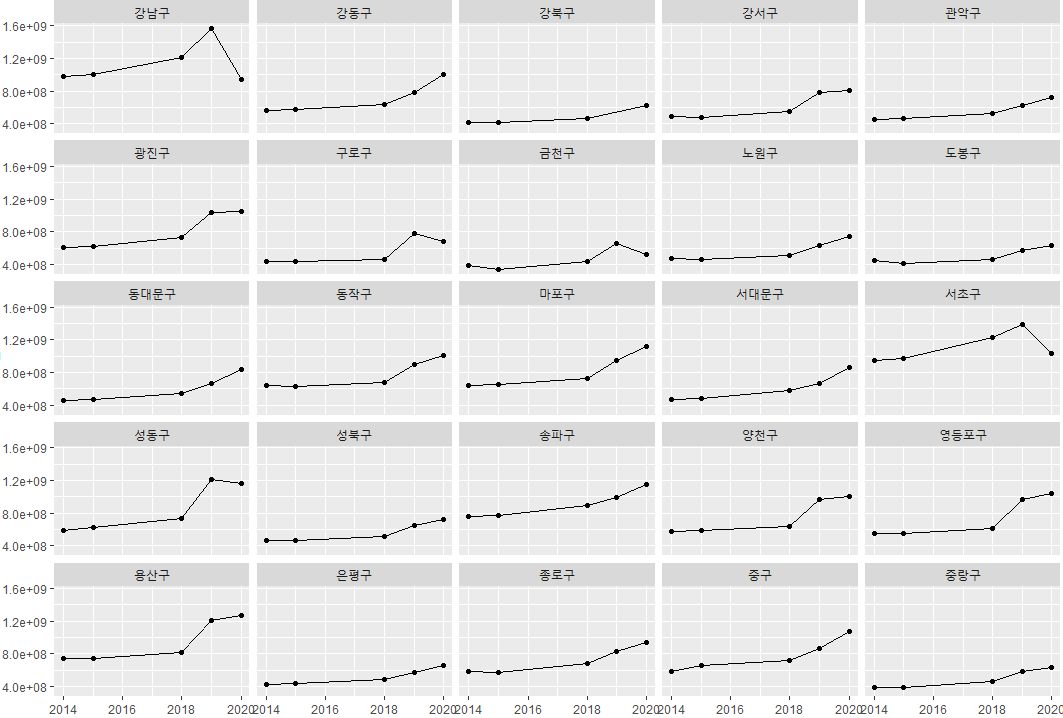 강남구 강동구 강북구 강서구 관악구
1.6e+09
1.2e+09
8.0e+08
4.0e+08
광진구 구로구 금천구 노원구 도봉구
1.6e+09
1.2e+09
8.0e+08
4.0e+08
동대문구 동작구 마포구 서대문구 서초구
1.6e+09
1.2e+09
8.0e+08
4.0e+08
성동구 성북구 송파구 양천구 영등포구
1.6e+09
1.2e+09
8.0e+08
4.0e+08
용산구 은평구 종로구 중구 중랑구
1.6e+09
1.2e+09
8.0e+08
4.0e+08
2014 2016 2018 2020 2014 2016 2018 2020 2014 2016 2018 2020 2014 2016 2018 2020 2014 2016 2018 2020